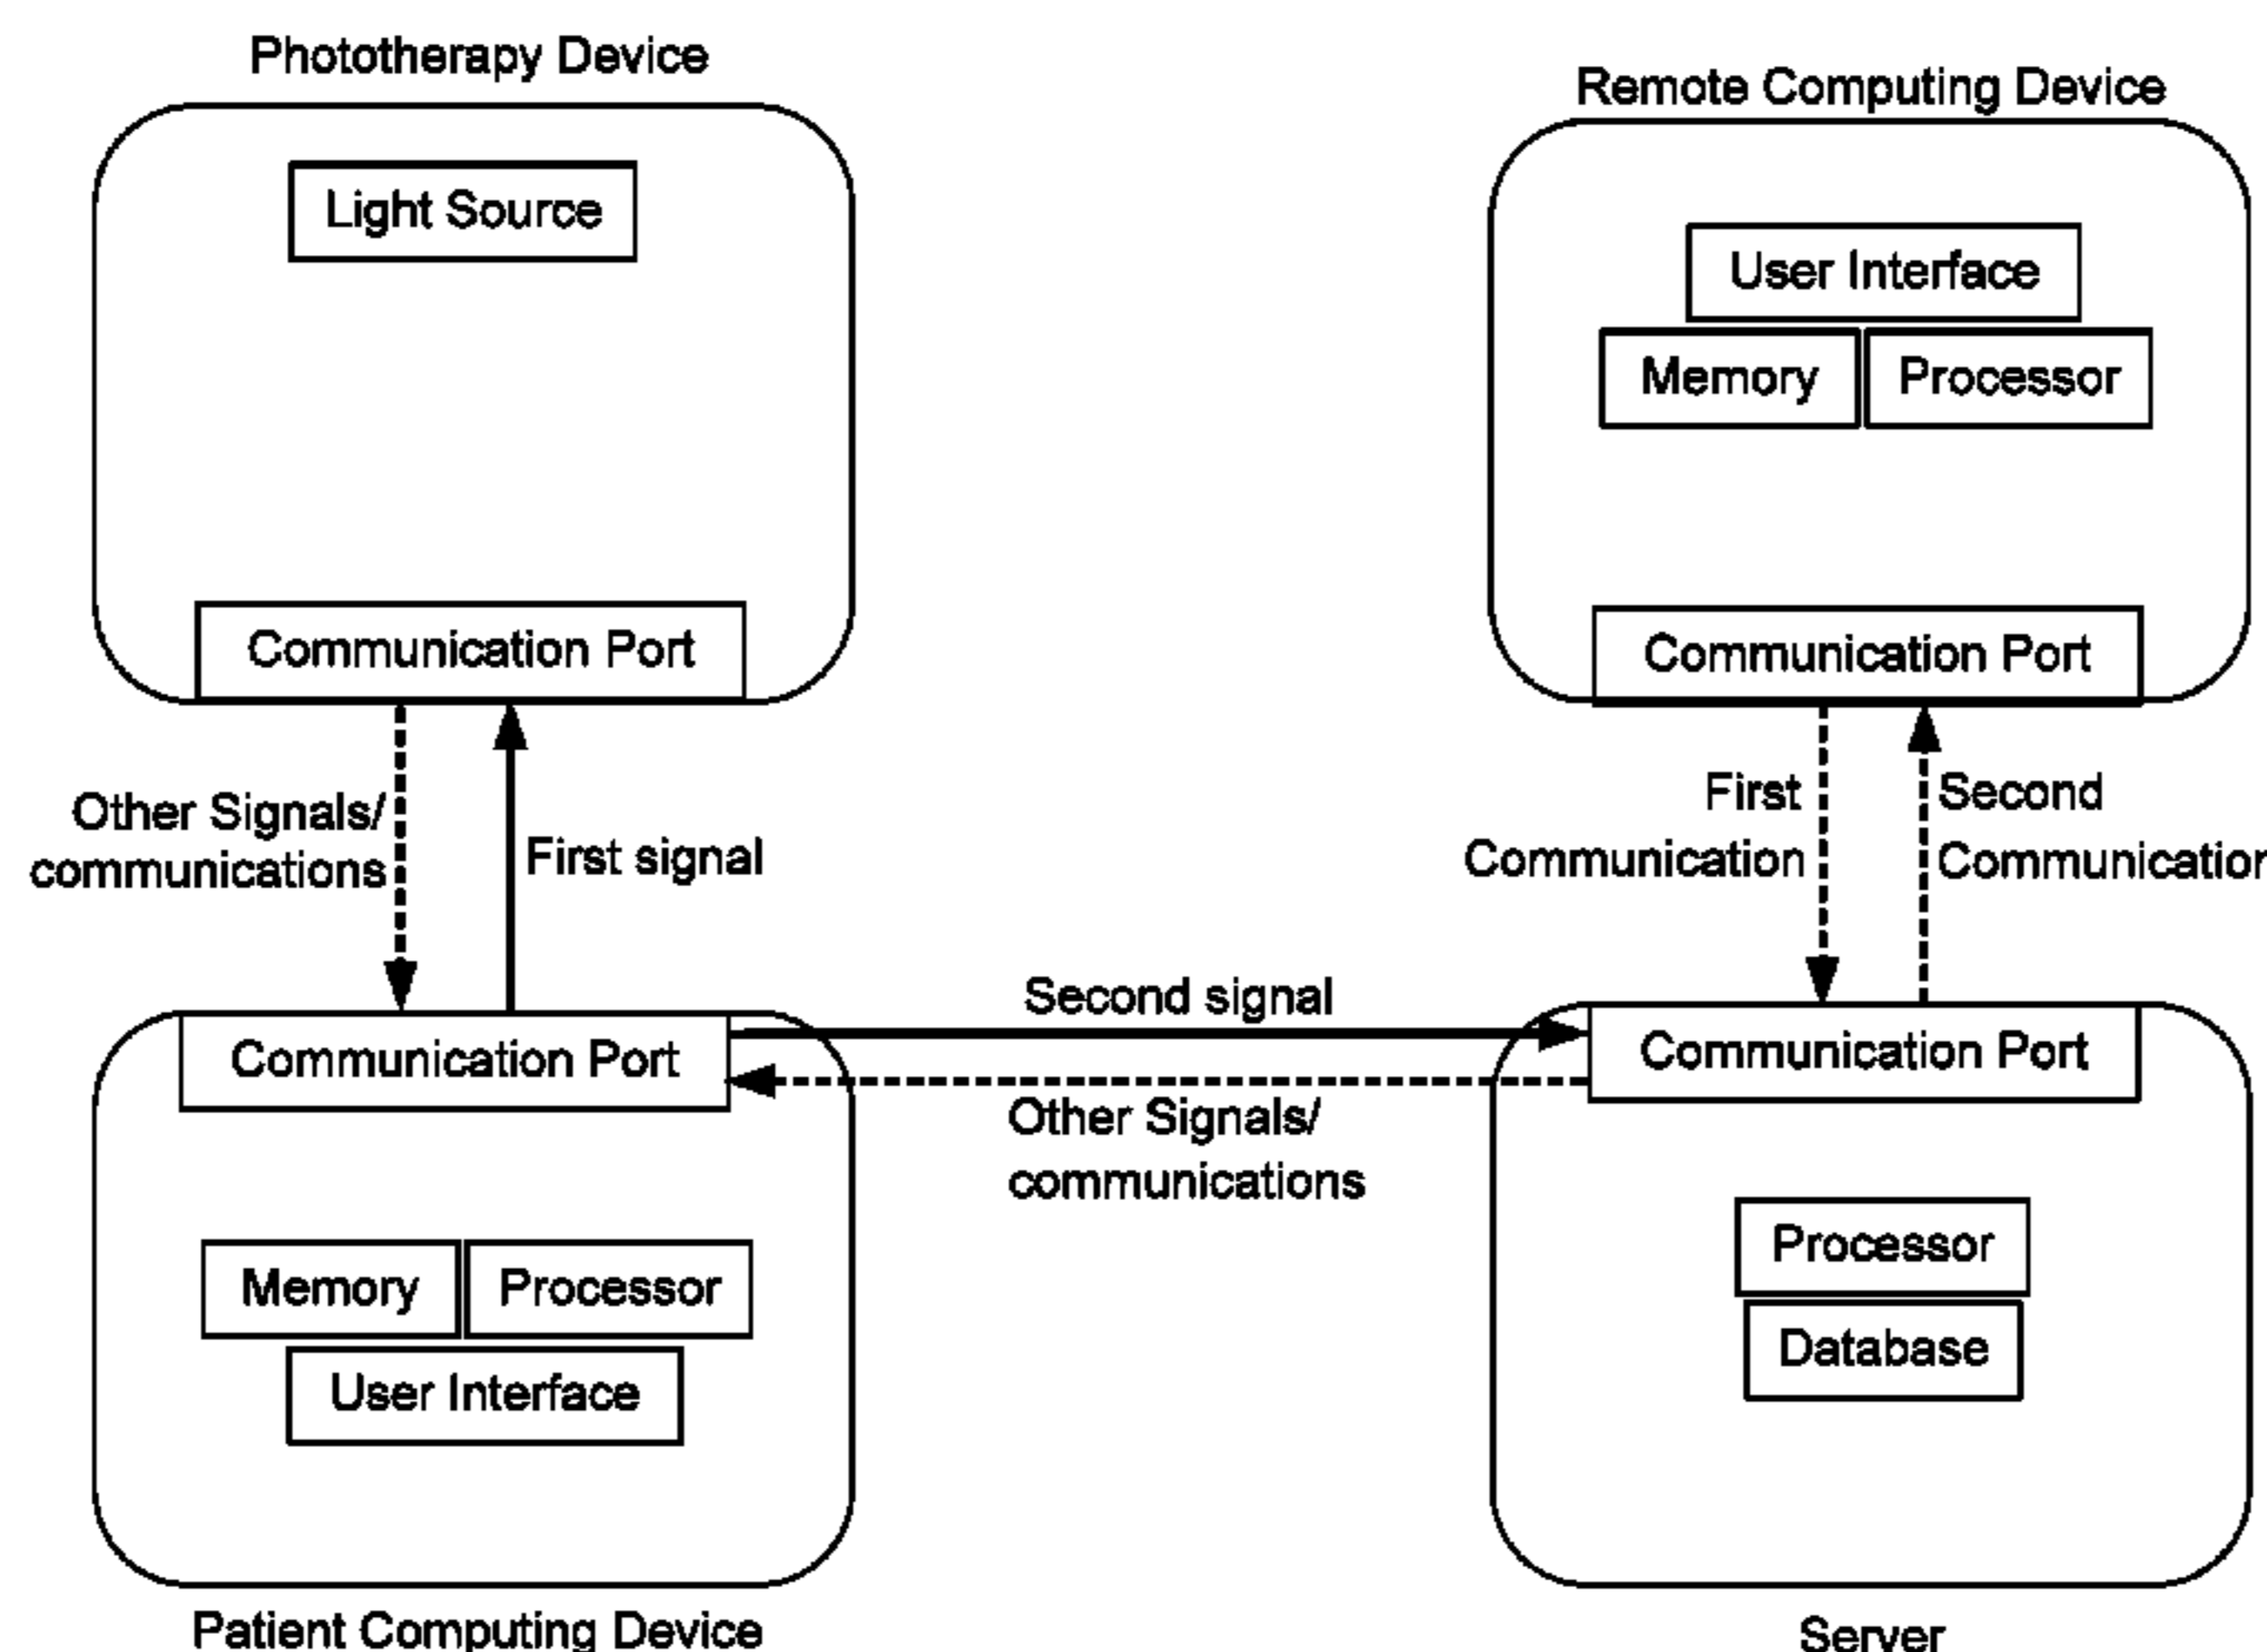 Phototherapy Device
Remote Computing Device
Light Source
User Interface
Memory
Processor
Communication Port
Communication Port
Other Signals/
communications
First signal
First
Communication
Second
Communication
Second signal
Communication Port
Communication Port
Other Signals/
communications
Memory
Processor
User Interface
Processor
Database
Patient Computing Device
Server